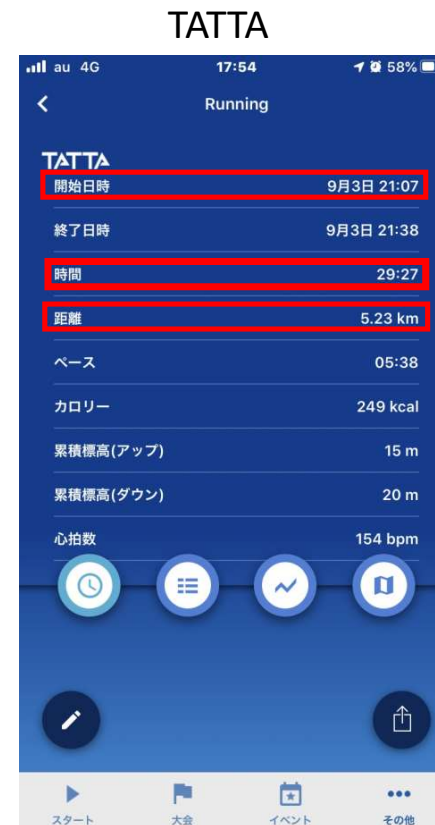 TATTA
au 4G 17:54 58%
Running
TATTA
開始日時 9月3日 21:07
終了日時 9月3日 21:38
時間 29:27
距離 5.23 km
ペース 05:38
カロリー 249 kcal
累積標高(アップ) 15 m
累積標高(ダウン) 20 m
心拍数 154 bpm
スタート 大会 イベント その他